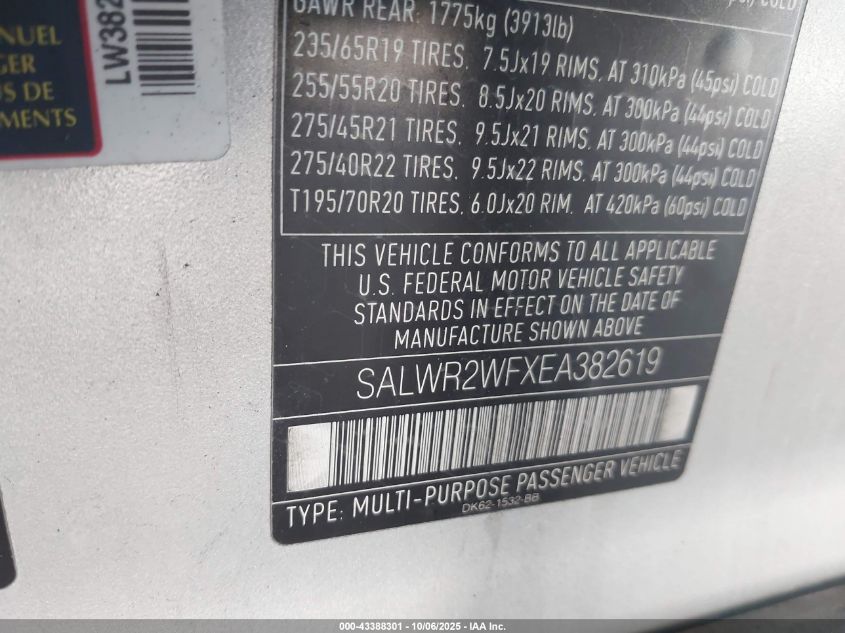 NUEL
GER
US DE
EMENTS
LW382
GAWR REAR: 1775kg (3913lb)
235/65R19 TIRES, 7.5Jx19 RIMS, AT 310kPa (45psi) COLD
255/55R20 TIRES, 8.5Jx20 RIMS, AT 300kPa (44psi) COLD
275/45R21 TIRES, 9.5Jx21 RIMS, AT 300kPa (44psi) COLD
275/40R22 TIRES, 9.5Jx22 RIMS, AT 300kPa (44psi) COLD
T195/70R20 TIRES, 6.0Jx20 RIM, AT 420kPa (60psi) COLD
THIS VEHICLE CONFORMS TO ALL APPLICABLE
U.S. FEDERAL MOTOR VEHICLE SAFETY
STANDARDS IN EFFECT ON THE DATE OF
MANUFACTURE SHOWN ABOVE
SALWR2WFXEA382619
TYPE: MULTI-PURPOSE PASSENGER VEHICLE
DK62-1532-BB
000-43388301 - 10/06/2025 - IAA Inc.